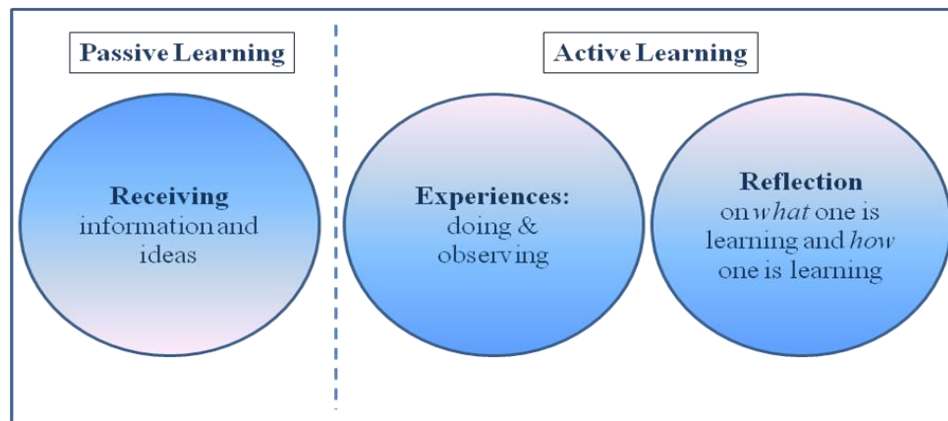 Passive Learning
Active Learning
Receiving
information and
ideas
Experiences:
doing &
observing
Reflection
on what one is
learning and how
one is learning